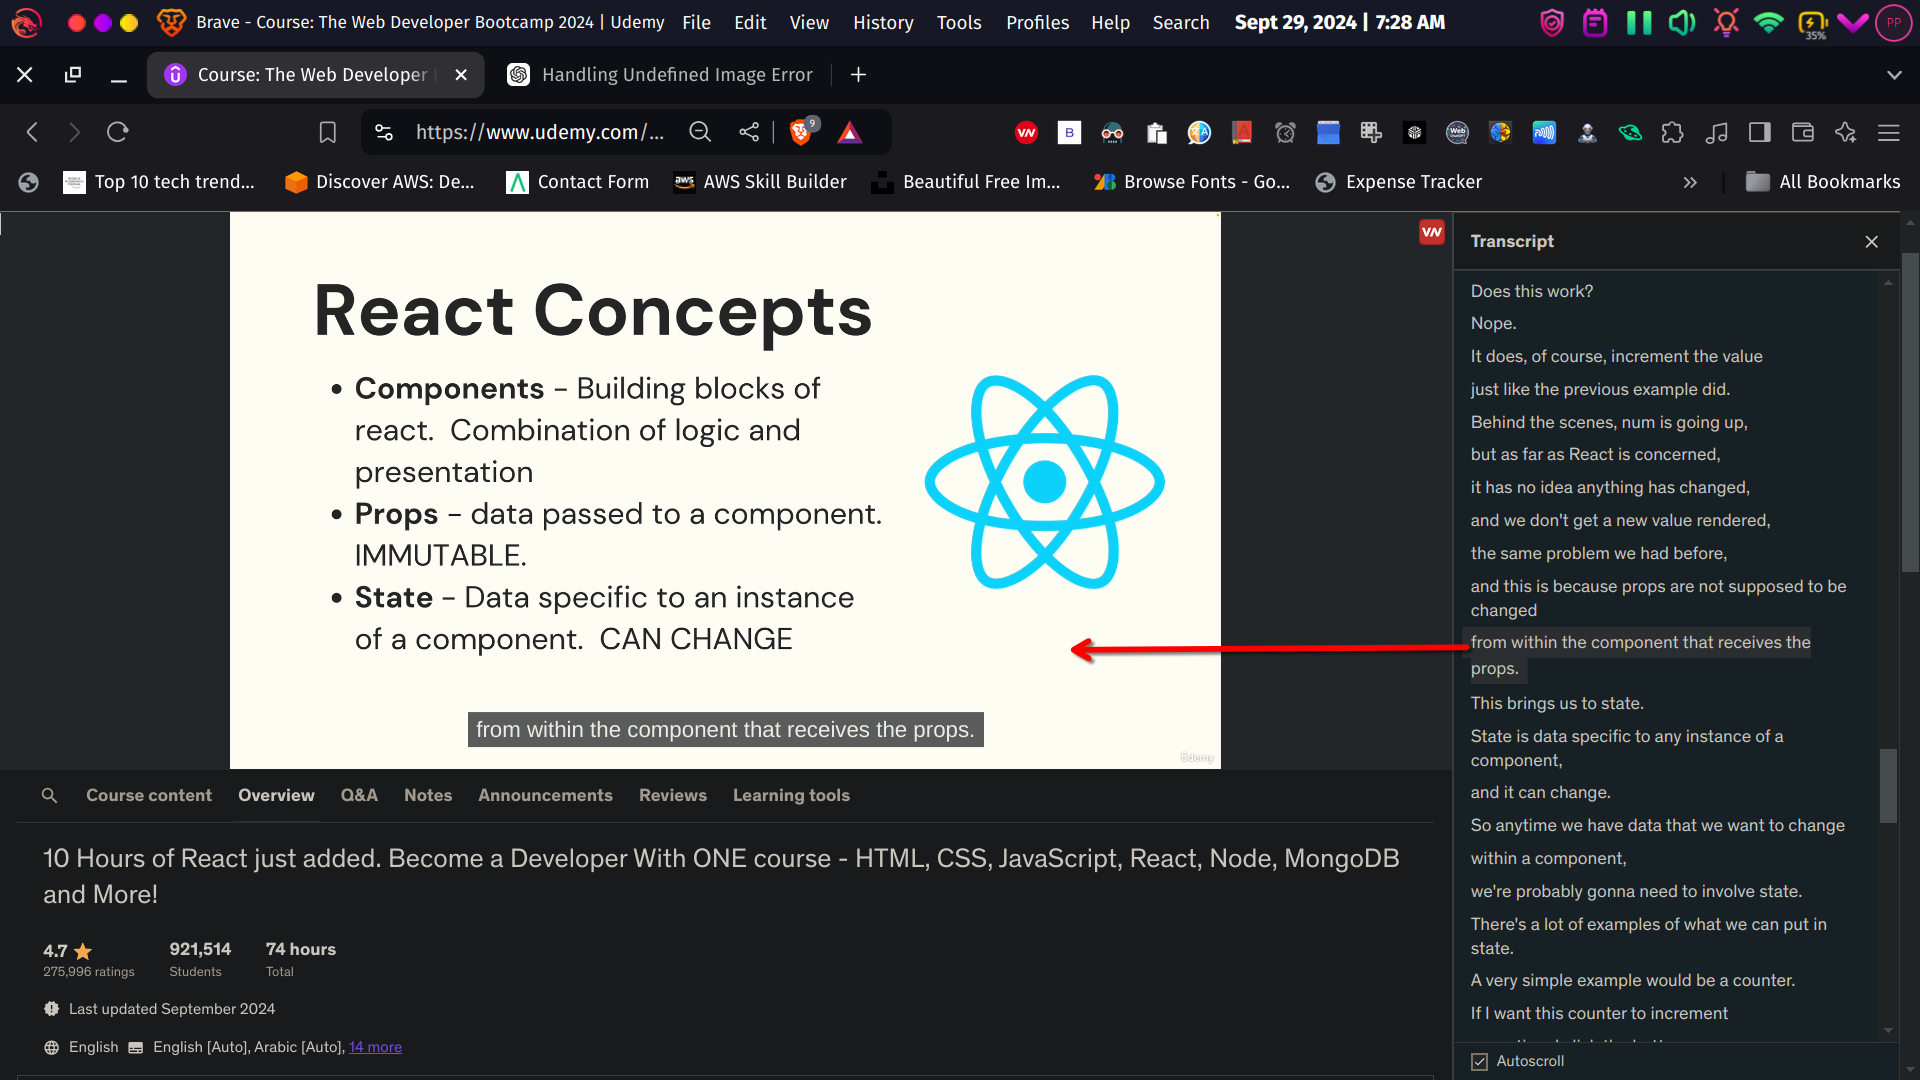 Brave - Course: The Web Developer Bootcamp 2024 | Udemy File Edit View History Tools Profiles Help Search Sept 29, 2024 | 7:28 AM
35%
PP
Course: The Web Developer
Handling Undefined Image Error
https://www.udemy.com/...
9
Top 10 tech trend...
Discover AWS: De...
Contact Form
AWS Skill Builder
Beautiful Free Im...
Browse Fonts - Go...
Expense Tracker
All Bookmarks
React Concepts
• Components – Building blocks of
react. Combination of logic and
presentation
• Props – data passed to a component.
IMMUTABLE.
• State – Data specific to an instance
of a component. CAN CHANGE
from within the component that receives the props.
Udemy
Transcript
Does this work?
Nope.
It does, of course, increment the value
just like the previous example did.
Behind the scenes, num is going up,
but as far as React is concerned,
it has no idea anything has changed,
and we don't get a new value rendered,
the same problem we had before,
and this is because props are not supposed to be
changed
from within the component that receives the
props.
This brings us to state.
State is data specific to any instance of a
component,
and it can change.
So anytime we have data that we want to change
within a component,
we're probably gonna need to involve state.
There's a lot of examples of what we can put in
state.
A very simple example would be a counter.
If I want this counter to increment
Autoscroll
Course content Overview Q&A Notes Announcements Reviews Learning tools
10 Hours of React just added. Become a Developer With ONE course - HTML, CSS, JavaScript, React, Node, MongoDB
and More!
4.7 921,514 74 hours
275,996 ratings Students Total
Last updated September 2024
English English [Auto], Arabic [Auto], 14 more